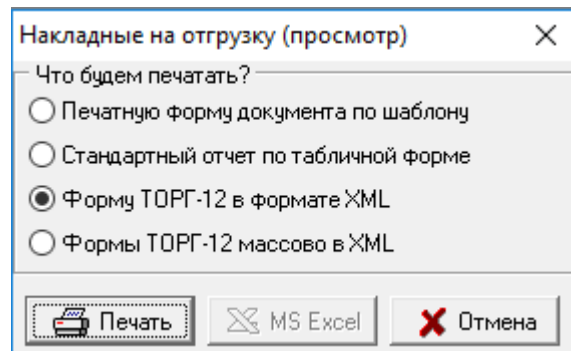 Накладные на отгрузку (просмотр)
Что будем печатать?
Печатную форму документа по шаблону
Стандартный отчет по табличной форме
Форму ТОРГ-12 в формате XML
Формы ТОРГ-12 массово в XML
Печать
MS Excel
Отмена